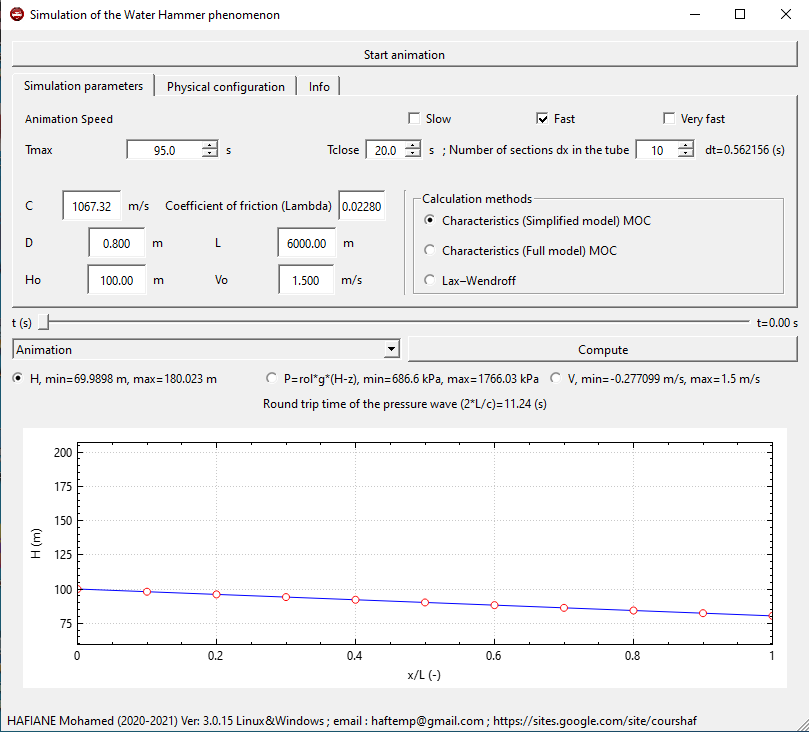 Simulation of the Water Hammer phenomenon
Start animation
Simulation parameters Physical configuration Info
Animation Speed Slow Fast Very fast
Tmax 95.0 s Tclose 20.0 s ; Number of sections dx in the tube 10 dt=0.562156 (s)
C 1067.32 m/s Coefficient of friction (Lambda) 0.02280
D 0.800 m L 6000.00 m
Ho 100.00 m Vo 1.500 m/s
Calculation methods
Characteristics (Simplified model) MOC
Characteristics (Full model) MOC
Lax–Wendroff
t (s) t=0.00 s
Animation Compute
H, min=69.9898 m, max=180.023 m P=rol*g*(H-z), min=686.6 kPa, max=1766.03 kPa V, min=-0.277099 m/s, max=1.5 m/s
Round trip time of the pressure wave (2*L/c)=11.24 (s)
200
175
150
125
100
75
H (m)
0 0.2 0.4 0.6 0.8 1
x/L (-)
HAFIANE Mohamed (2020-2021) Ver: 3.0.15 Linux&Windows ; email : haftemp@gmail.com ; https://sites.google.com/site/courshaf